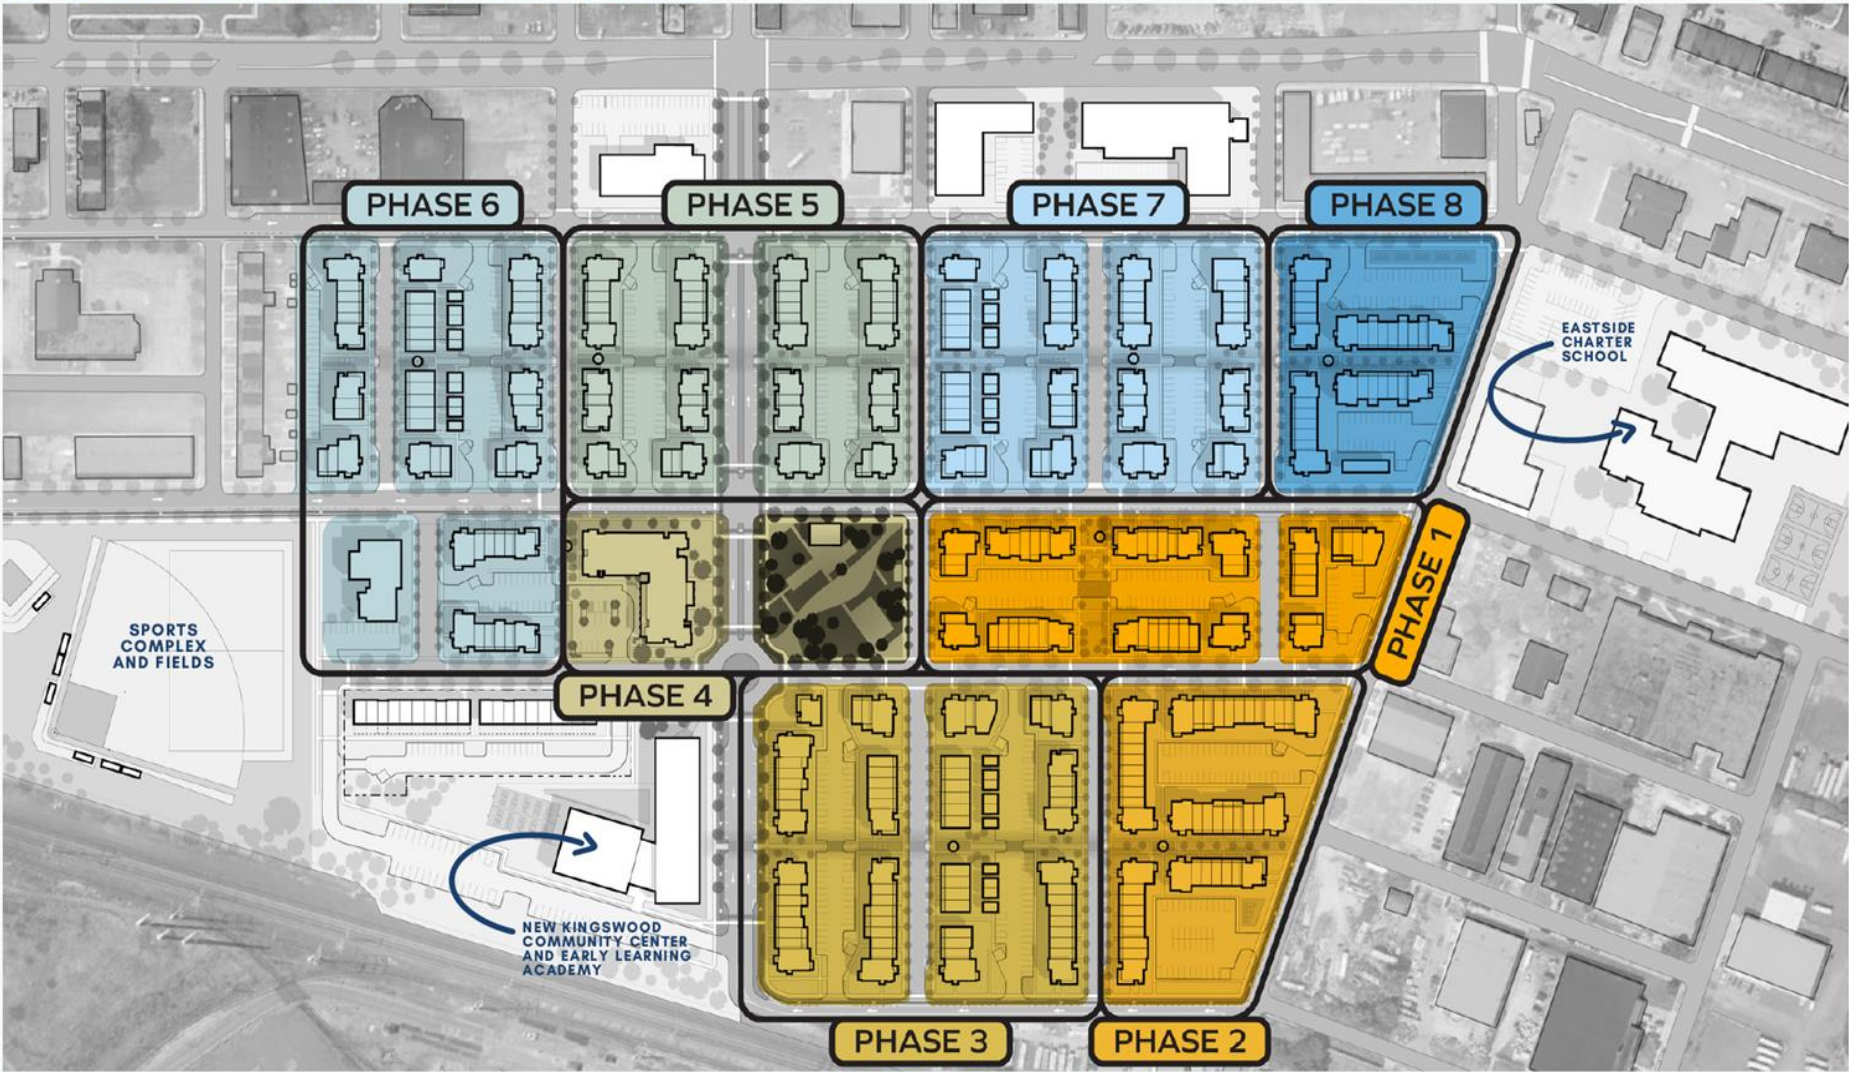 PHASE 6
PHASE 5
PHASE 7
PHASE 8
EASTSIDE
CHARTER
SCHOOL
PHASE 1
SPORTS
COMPLEX
AND FIELDS
PHASE 4
NEW KINGSWOOD
COMMUNITY CENTER
AND EARLY LEARNING
ACADEMY
PHASE 3
PHASE 2